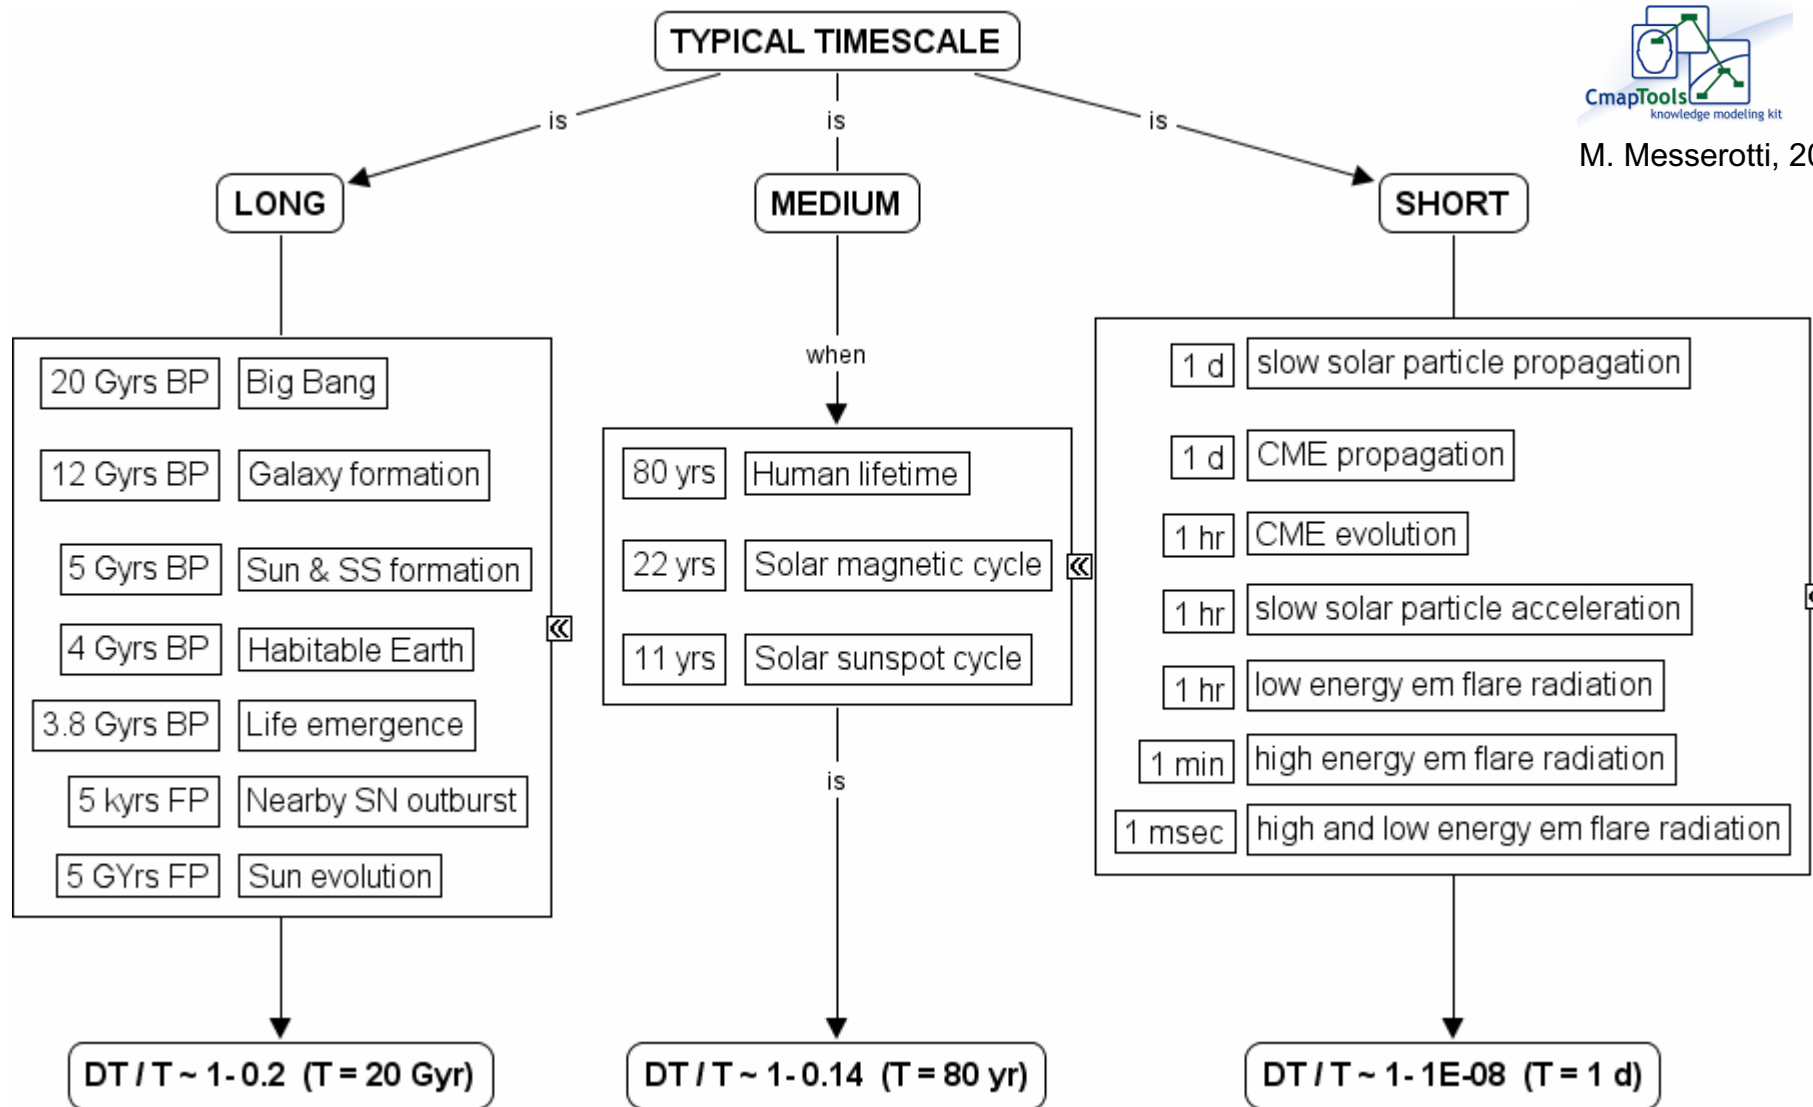 TYPICAL TIMESCALE
CmapTools
knowledge modeling kit
M. Messerotti,
is
is
is
LONG
MEDIUM
SHORT
when
20 Gyrs BP Big Bang
12 Gyrs BP Galaxy formation
5 Gyrs BP Sun & SS formation
4 Gyrs BP Habitable Earth
3.8 Gyrs BP Life emergence
5 kyrs FP Nearby SN outburst
5 GYrs FP Sun evolution
80 yrs Human lifetime
22 yrs Solar magnetic cycle
11 yrs Solar sunspot cycle
is
1 d slow solar particle propagation
1 d CME propagation
1 hr CME evolution
1 hr slow solar particle acceleration
1 hr low energy em flare radiation
1 min high energy em flare radiation
1 msec high and low energy em flare radiation
DT / T ~ 1- 0.2 (T = 20 Gyr)
DT / T ~ 1- 0.14 (T = 80 yr)
DT / T ~ 1- 1E-08 (T = 1 d)